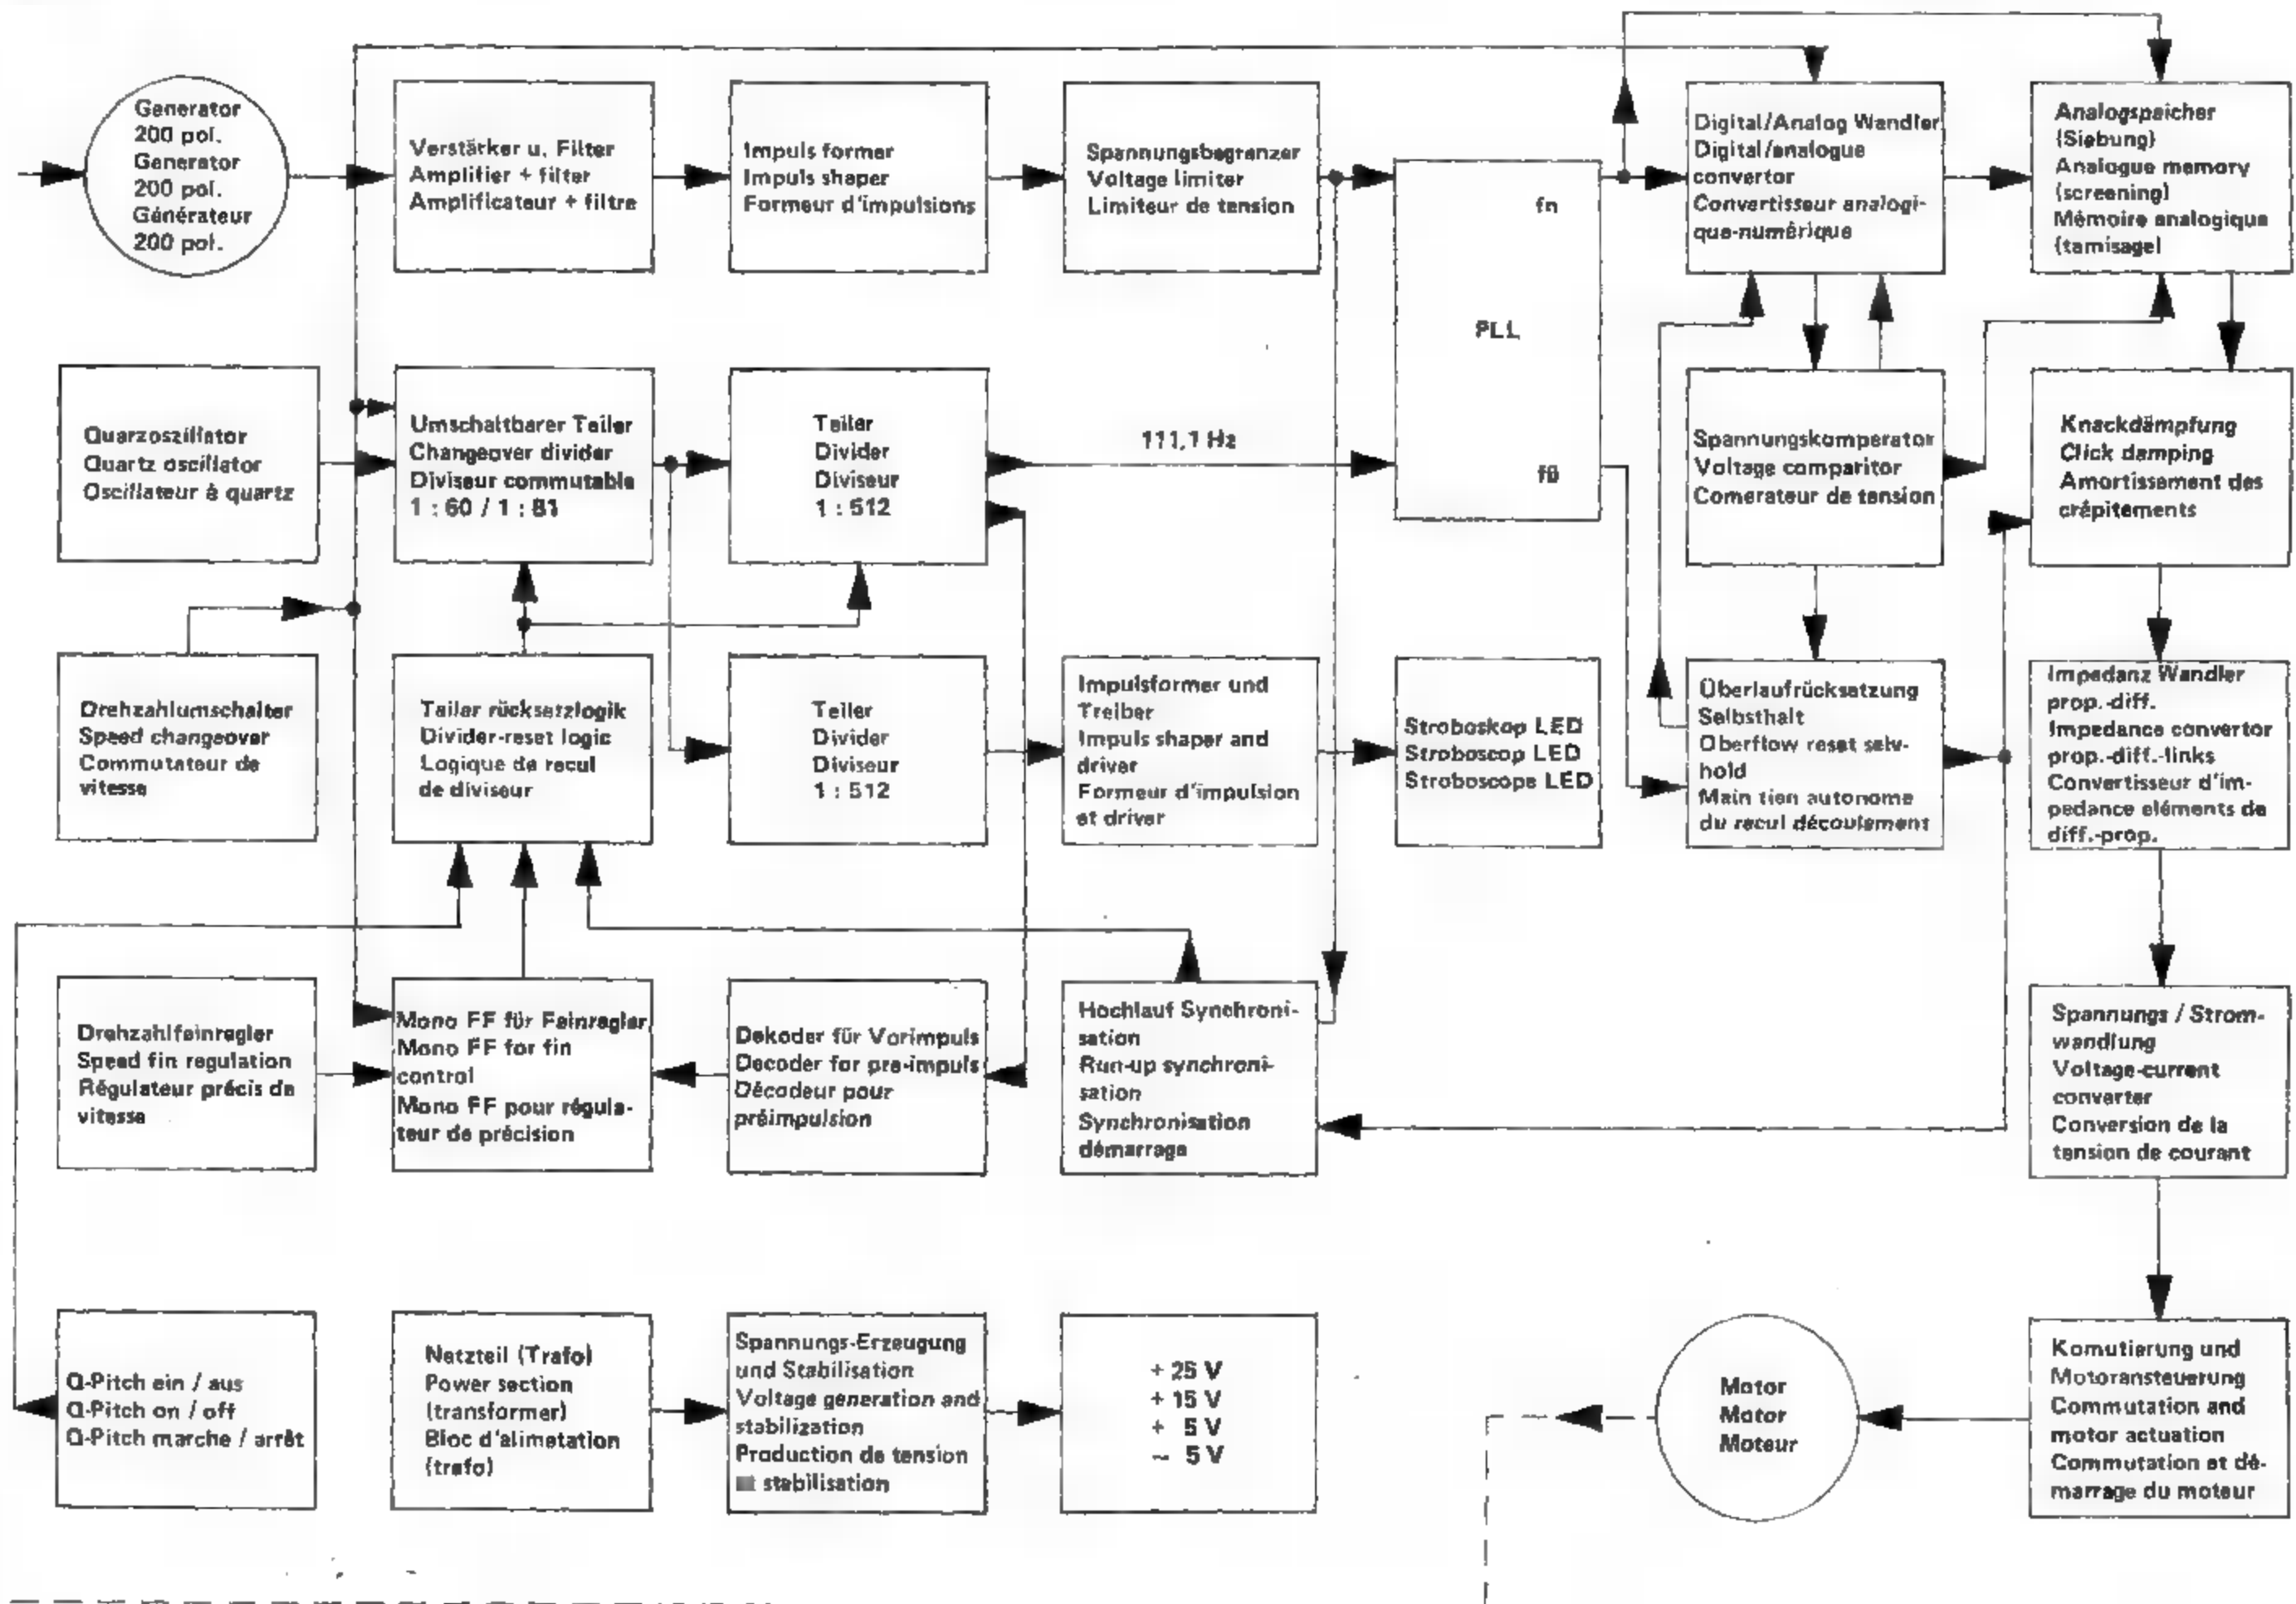 Generator
200 pol.
Generator
200 pol.
Générateur
200 pol.
Verstärker u. Filter
Amplifier + filter
Amplificateur + filtre
Impuls former
Impuls shaper
Formeur d'impulsions
Spannungsbegrenzer
Voltage limiter
Limiteur de tension
fn
PLL
fθ
Digital/Analog Wandler
Digital/analogue
convertor
Convertisseur analogi-
que-numérique
Analogspeicher
(Siebung)
Analogue memory
(screening)
Mémoire analogique
(tamisage)
Quarzoszillator
Quartz oscillator
Oscillateur à quartz
Umschaltbarer Teiler
Changeover divider
Diviseur commutable
1 : 60 / 1 : 81
Teiler
Divider
Diviseur
1 : 512
111,1 Hz
Spannungskomperator
Voltage comparitor
Comerateur de tension
Knackdämpfung
Click damping
Amortissement des
crépitements
Drehzahlumschalter
Speed changeover
Commutateur de
vitesse
Teiler rücksetzlogik
Divider-reset logic
Logique de recul
de diviseur
Teiler
Divider
Diviseur
1 : 512
Impulsformer und
Treiber
Impuls shaper and
driver
Formeur d'impulsion
et driver
Stroboskop LED
Stroboscop LED
Stroboscope LED
Überlaufrücksetzung
Selbsthalt
Oberflow reset selv-
hold
Main tien autonome
du recul découlement
Impedanz Wandler
prop.-diff.
Impedance convertor
prop.-diff.-links
Convertisseur d'im-
pedance eléments de
diff.-prop.
Drehzahlfeinregler
Speed fin regulation
Régulateur précis de
vitesse
Mono FF für Feinregler
Mono FF for fin
control
Mono FF pour régula-
teur de précision
Dekoder für Vorimpuls
Decoder for pre-impuls
Décodeur pour
préimpulsion
Hochlauf Synchroni-
sation
Run-up synchroni-
sation
Synchronisation
démarrage
Spannungs / Strom-
wandlung
Voltage-current
converter
Conversion de la
tension de courant
Q-Pitch ein / aus
Q-Pitch on / off
Q-Pitch marche / arrêt
Netzteil (Trafo)
Power section
(transformer)
Bloc d'alimetation
(trafo)
Spannungs-Erzeugung
und Stabilisation
Voltage generation and
stabilization
Production de tension
stabilisation
+ 25 V
+ 15 V
+ 5 V
– 5 V
Motor
Motor
Moteur
Komutierung und
Motoransteuerung
Commutation and
motor actuation
Commutation et dé-
marrage du moteur